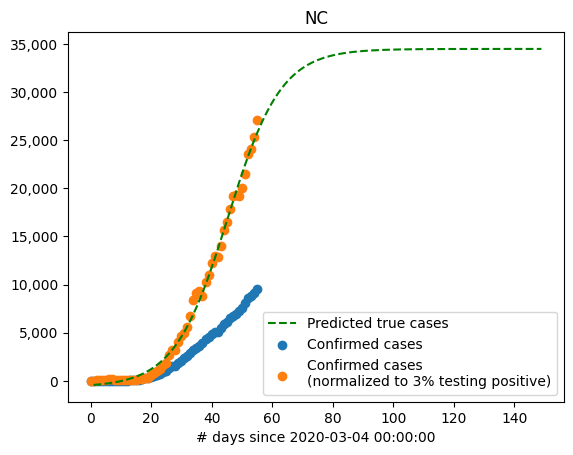 NC
35,000
30,000
25,000
20,000
15,000
10,000
5,000
0
Predicted true cases
Confirmed cases
Confirmed cases
(normalized to 3% testing positive)
0 20 40 60 80 100 120 140
# days since 2020-03-04 00:00:00